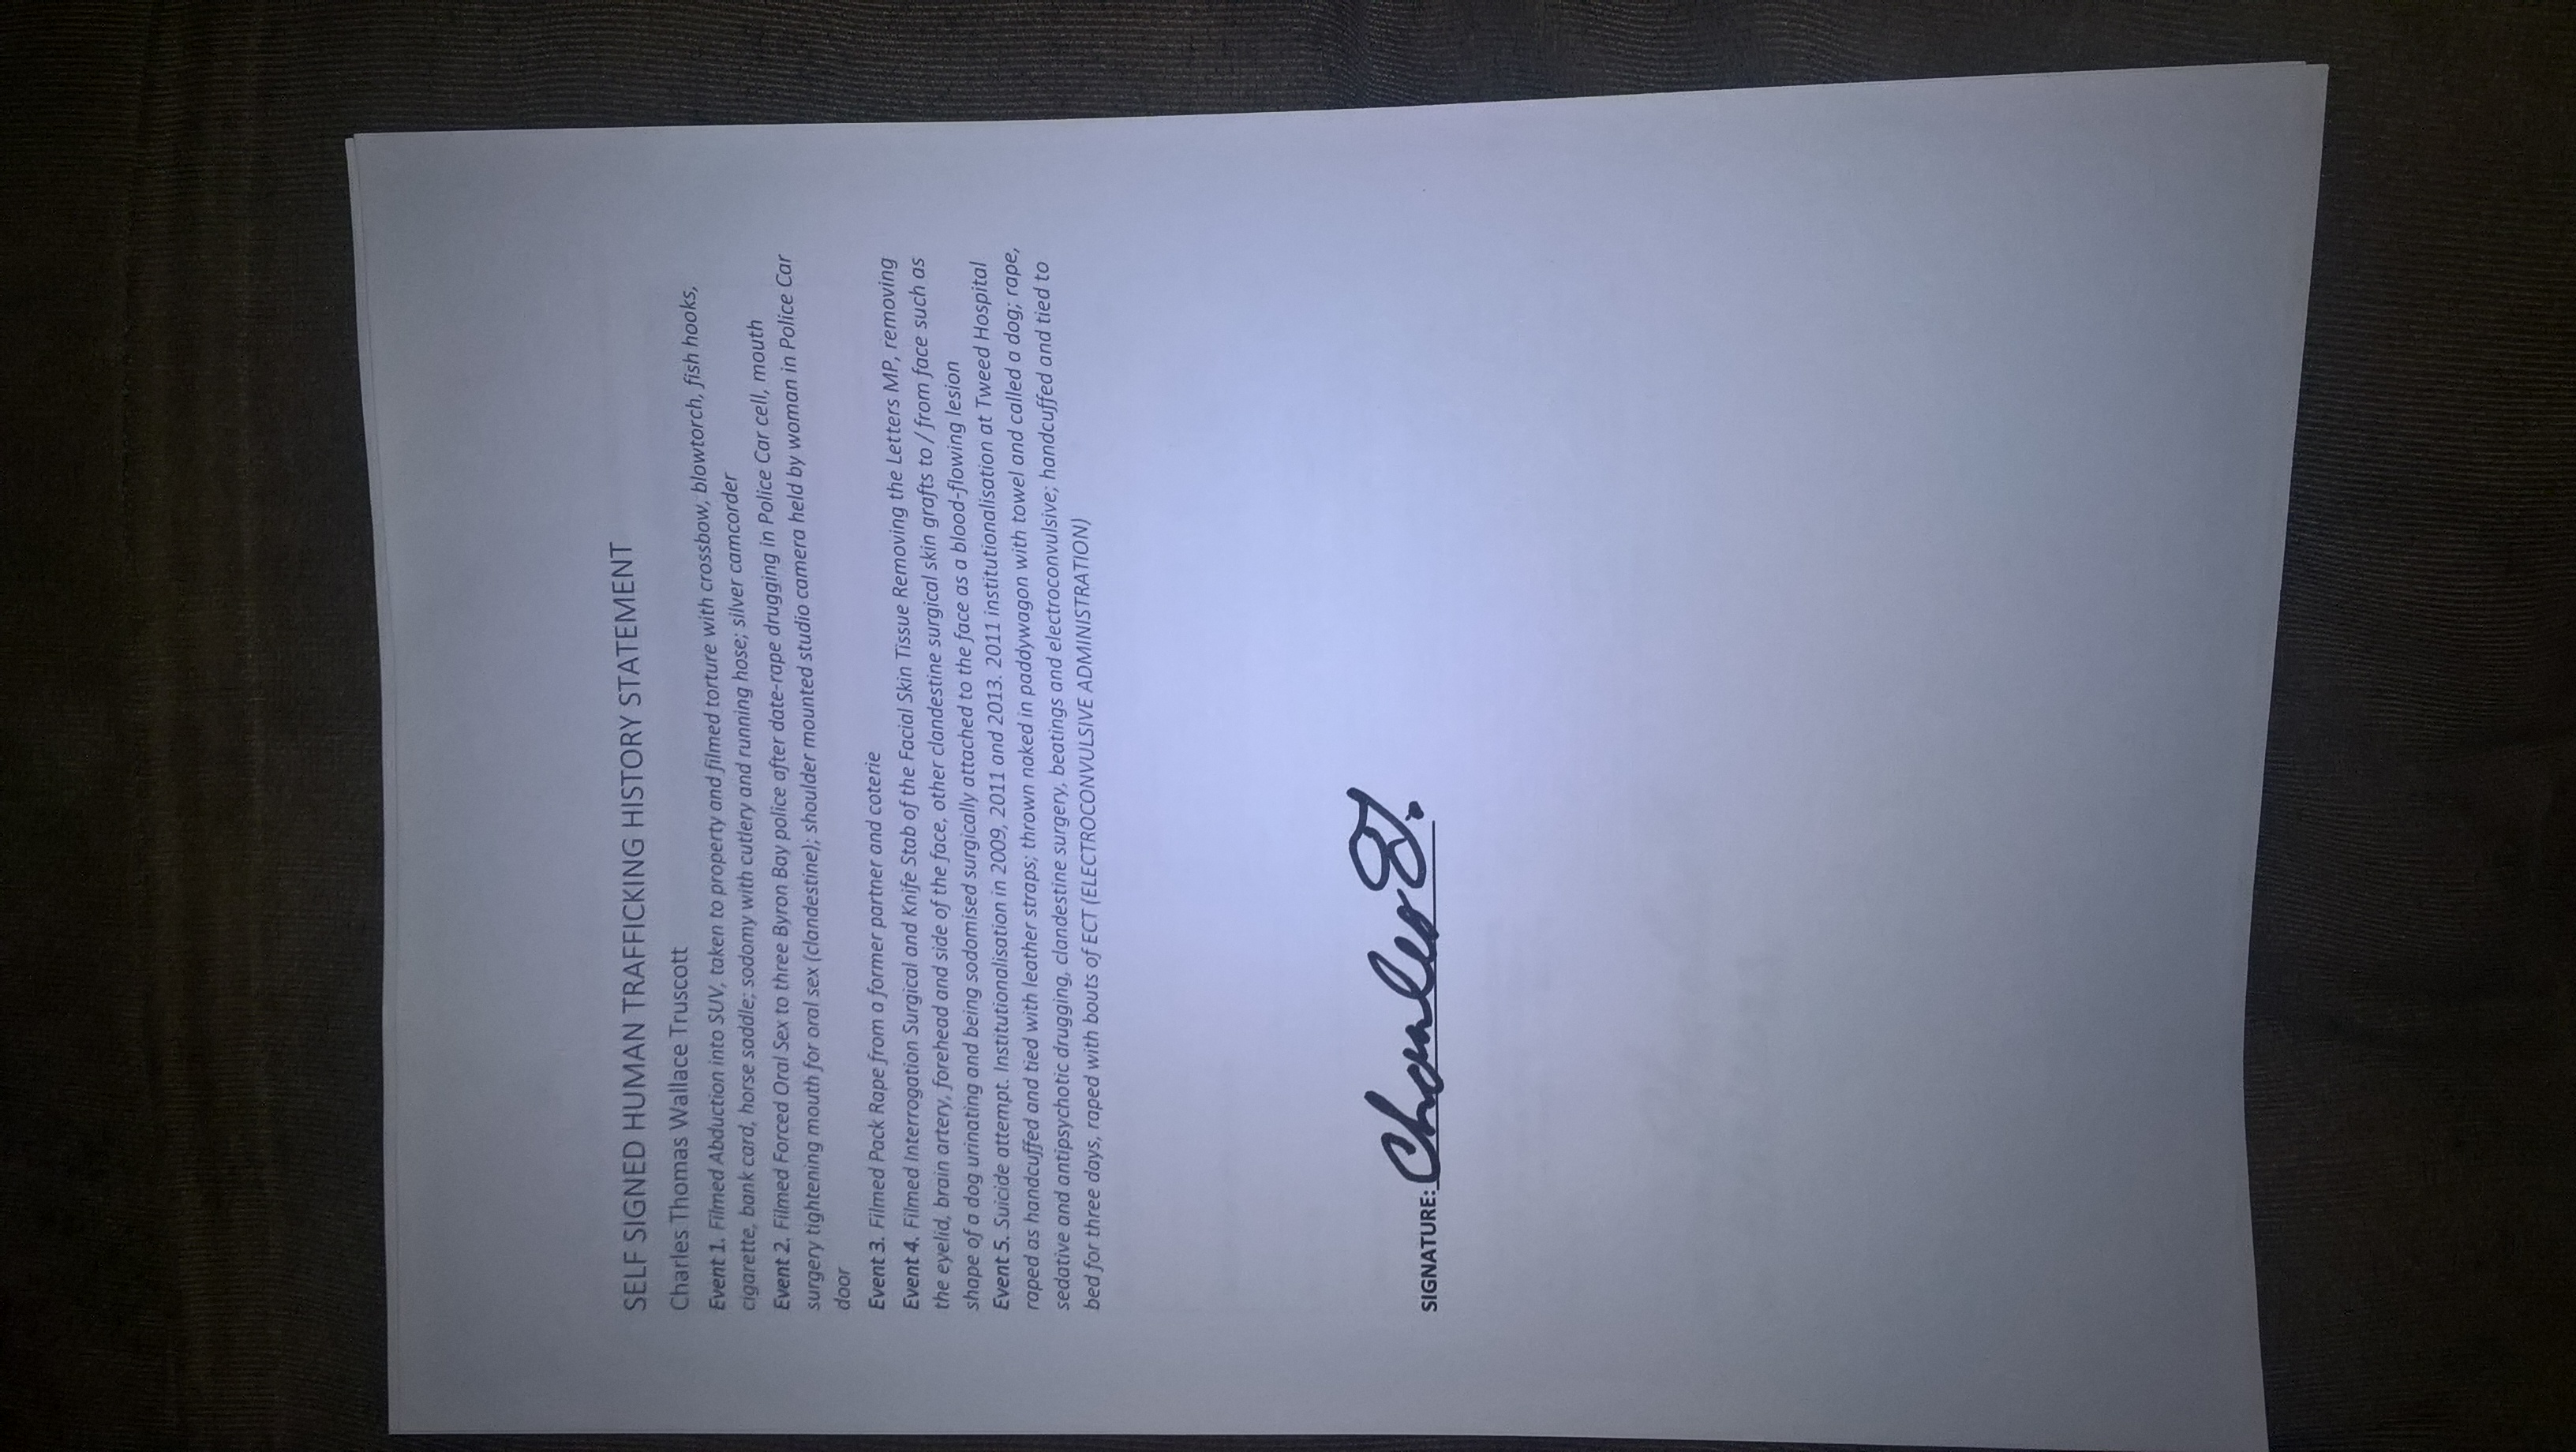 SELF SIGNED HUMAN TRAFFICKING HISTORY STATEMENT
Charles Thomas Wallace Truscott
Event 1. Filmed Abduction into SUV, taken to property and filmed torture with crossbow, blowtorch, fish hooks,
cigarette, bank card, horse saddle; sodomy with cutlery and running hose; silver camcorder
Event 2. Filmed Forced Oral Sex to three Byron Bay police after date-rape drugging in Police Car cell, mouth
surgery tightening mouth for oral sex (clandestine); shoulder mounted studio camera held by woman in Police Car
door
Event 3. Filmed Pack Rape from a former partner and coterie
Event 4. Filmed Interrogation Surgical and Knife Stab of the Facial Skin Tissue Removing the Letters MP, removing
the eyelid, brain artery, forehead and side of the face, other clandestine surgical skin grafts to / from face such as
shape of a dog urinating and being sodomised surgically attached to the face as a blood-flowing lesion
Event 5. Suicide attempt. Institutionalisation in 2009, 2011 and 2013. 2011 institutionalisation at Tweed Hospital
raped as handcuffed and tied with leather straps; thrown naked in paddywagon with towel and called a dog; rape,
sedative and antipsychotic drugging, clandestine surgery, beatings and electroconvulsive; handcuffed and tied to
bed for three days, raped with bouts of ECT (ELECTROCONVULSIVE ADMINISTRATION)
SIGNATURE: Charles T.